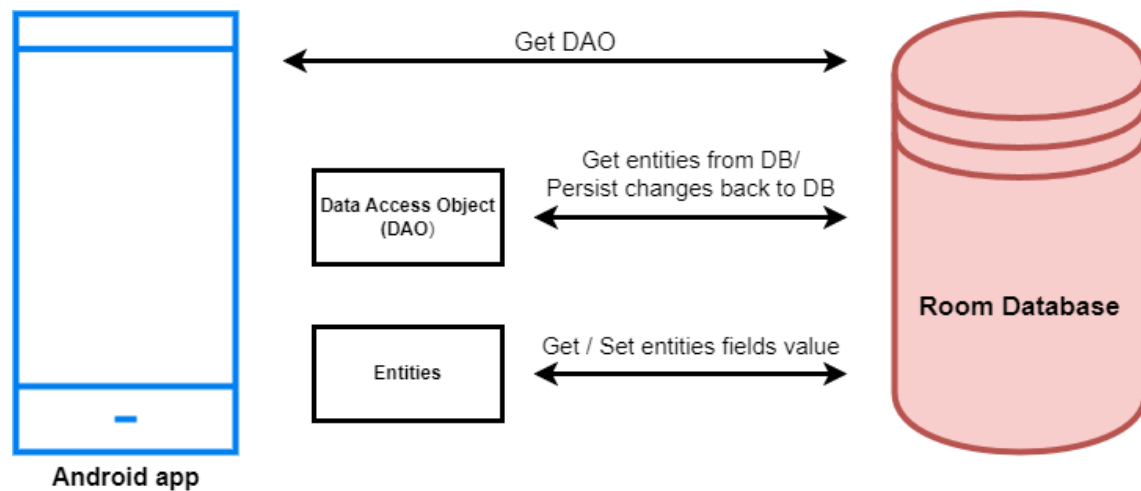 Get DAO
Get entities from DB/
Persist changes back to DB
Data Access Object
(DAO)
Room Database
Get / Set entities fields value
Entities
Android app